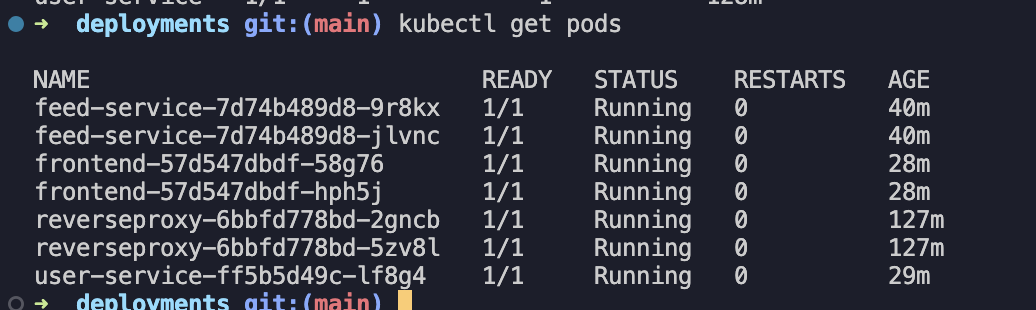 user-service 1/1 1 1 128m
➜ deployments git:(main) kubectl get pods
NAME READY STATUS RESTARTS AGE
feed-service-7d74b489d8-9r8kx 1/1 Running 0 40m
feed-service-7d74b489d8-jlvnc 1/1 Running 0 40m
frontend-57d547dbdf-58g76 1/1 Running 0 28m
frontend-57d547dbdf-hph5j 1/1 Running 0 28m
reverseproxy-6bbfd778bd-2gncb 1/1 Running 0 127m
reverseproxy-6bbfd778bd-5zv8l 1/1 Running 0 127m
user-service-ff5b5d49c-lf8g4 1/1 Running 0 29m
➜ deployments git:(main)